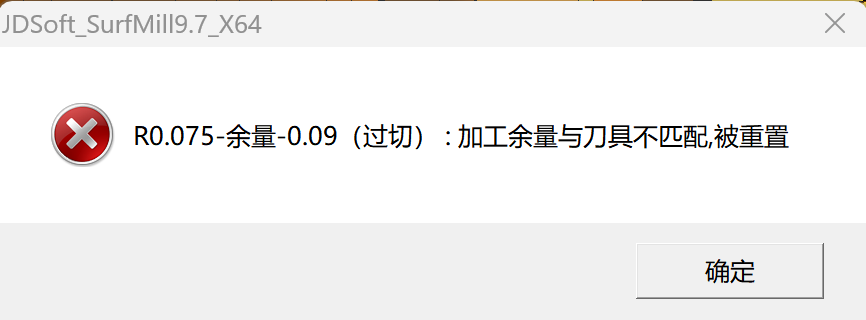 JDSoft_SurfMill9.7_X64
R0.075-余量-0.09（过切） : 加工余量与刀具不匹配,被重置
确定